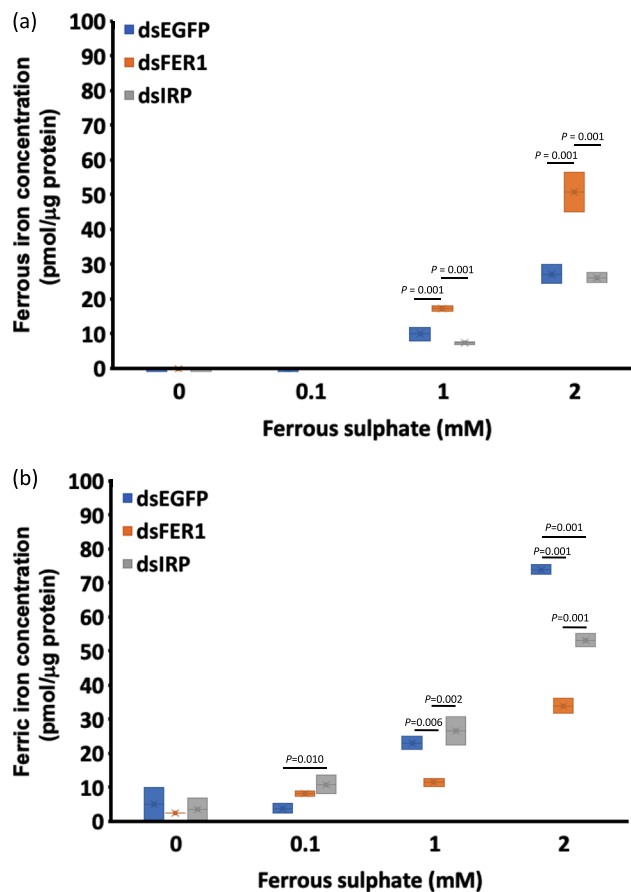 (a)
100
90
80
70
60
50
40
30
20
10
0
Ferrous iron concentration
(pmol/µg protein)
dsEGFP
dsFER1
dsIRP
P = 0.001
P = 0.001
P = 0.001
P = 0.001
0 0.1 1 2
Ferrous sulphate (mM)
(b)
100
90
80
70
60
50
40
30
20
10
0
Ferric iron concentration
(pmol/µg protein)
dsEGFP
dsFER1
dsIRP
P=0.001
P=0.001
P=0.001
P=0.002
P=0.006
P=0.010
0 0.1 1 2
Ferrous sulphate (mM)